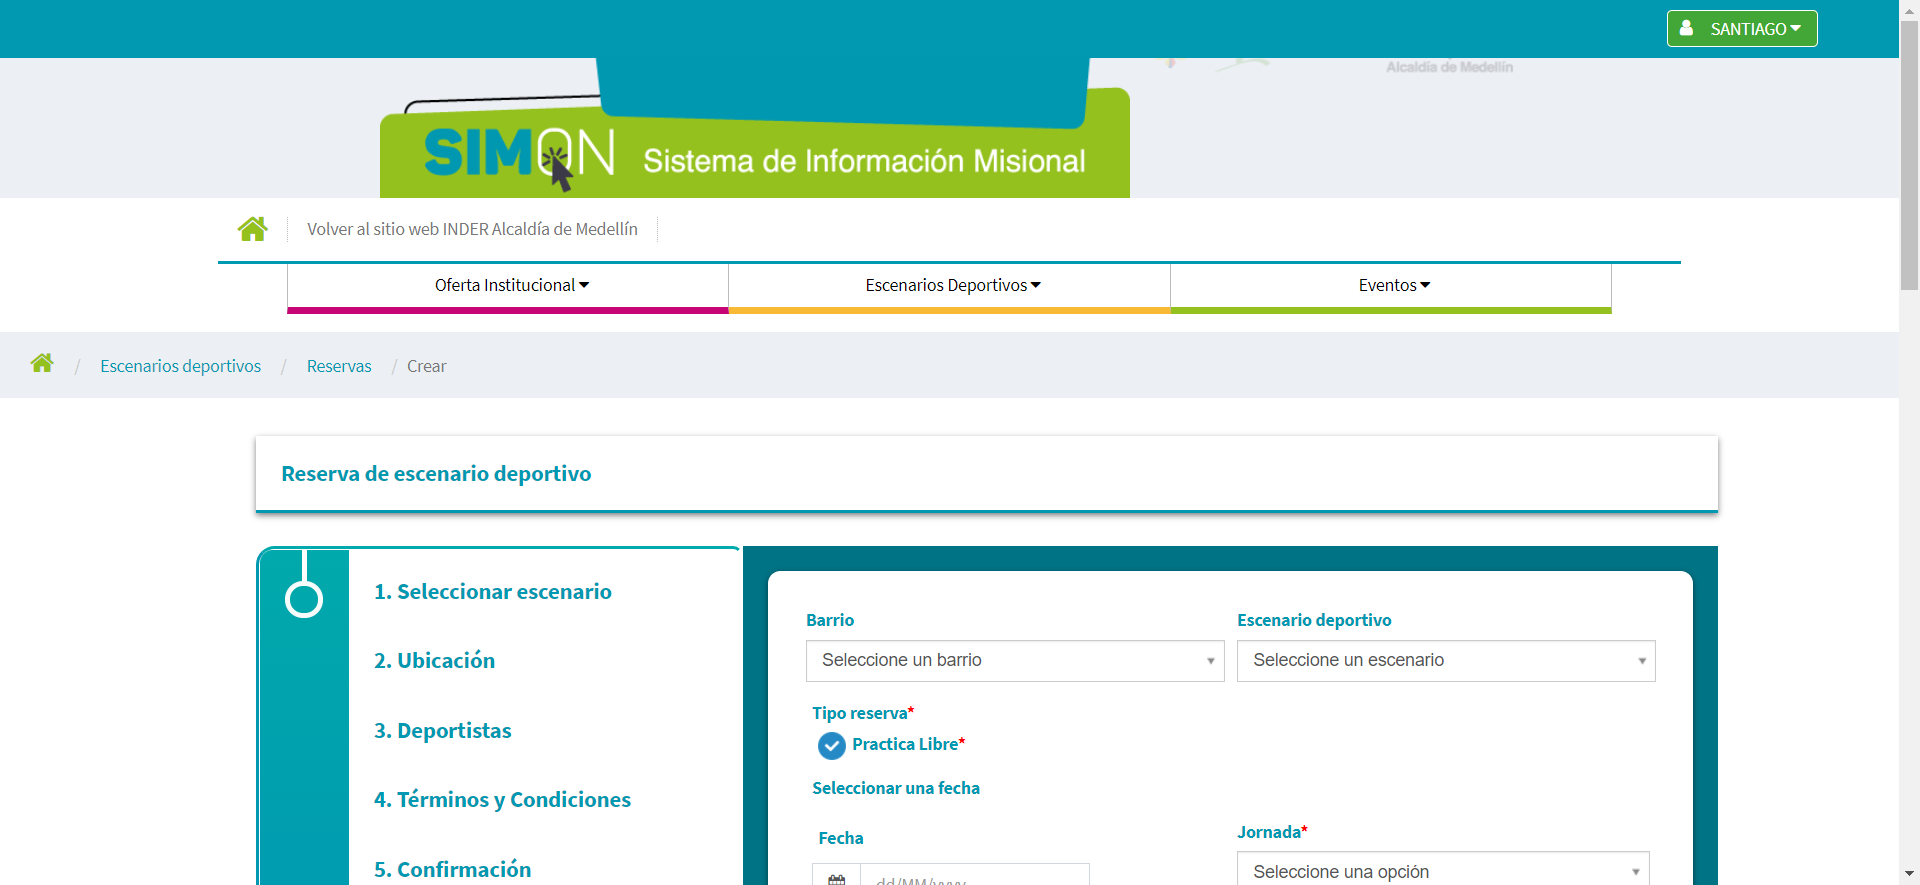 SANTIAGO
Alcaldía de Medellín
SIMON Sistema de Información Misional
Volver al sitio web INDER Alcaldía de Medellín
Oferta Institucional
Escenarios Deportivos
Eventos
/ Escenarios deportivos / Reservas / Crear
Reserva de escenario deportivo
1. Seleccionar escenario
2. Ubicación
3. Deportistas
4. Términos y Condiciones
5. Confirmación
Barrio
Seleccione un barrio
Escenario deportivo
Seleccione un escenario
Tipo reserva*
Practica Libre*
Seleccionar una fecha
Fecha
dd/MM/yyyy
Jornada*
Seleccione una opción